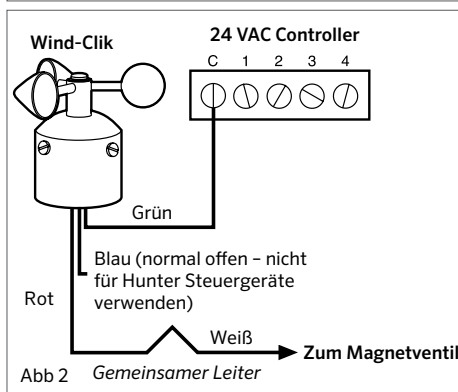 Wind-Clik
24 VAC Controller
C 1 2 3 4
Grün
Blau (normal offen – nicht
für Hunter Steuergeräte
verwenden)
Rot
Weiß
Zum Magnetventil
Abb 2
Gemeinsamer Leiter